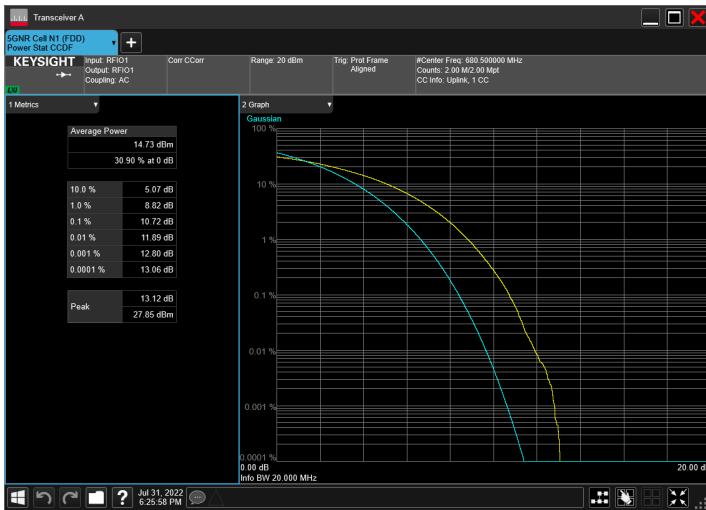 Transceiver A
5GNR Cell N1 (FDD)
Power Stat CCDF
KEYSIGHT
LXI
Input: RFIO1
Output: RFIO1
Coupling: AC
Corr CCorr
Range: 20 dBm
Trig: Prot Frame
Aligned
#Center Freq: 680.500000 MHz
Counts: 2.00 M/2.00 Mpt
CC Info: Uplink, 1 CC
1 Metrics
Average Power
14.73 dBm
30.90 % at 0 dB
10.0 % 5.07 dB
1.0 % 8.82 dB
0.1 % 10.72 dB
0.01 % 11.89 dB
0.001 % 12.80 dB
0.0001 % 13.06 dB
Peak
13.12 dB
27.85 dBm
2 Graph
Gaussian
100 %
10 %
1 %
0.1 %
0.01 %
0.001 %
0.0001 %
0.00 dB
20.00 d
Info BW 20.000 MHz
Jul 31, 2022
6:25:58 PM